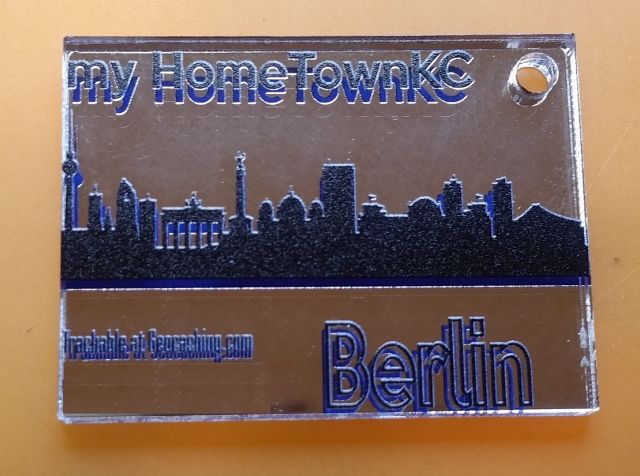 my HomeTownKC
Trackable at Geocaching.com
Berlin